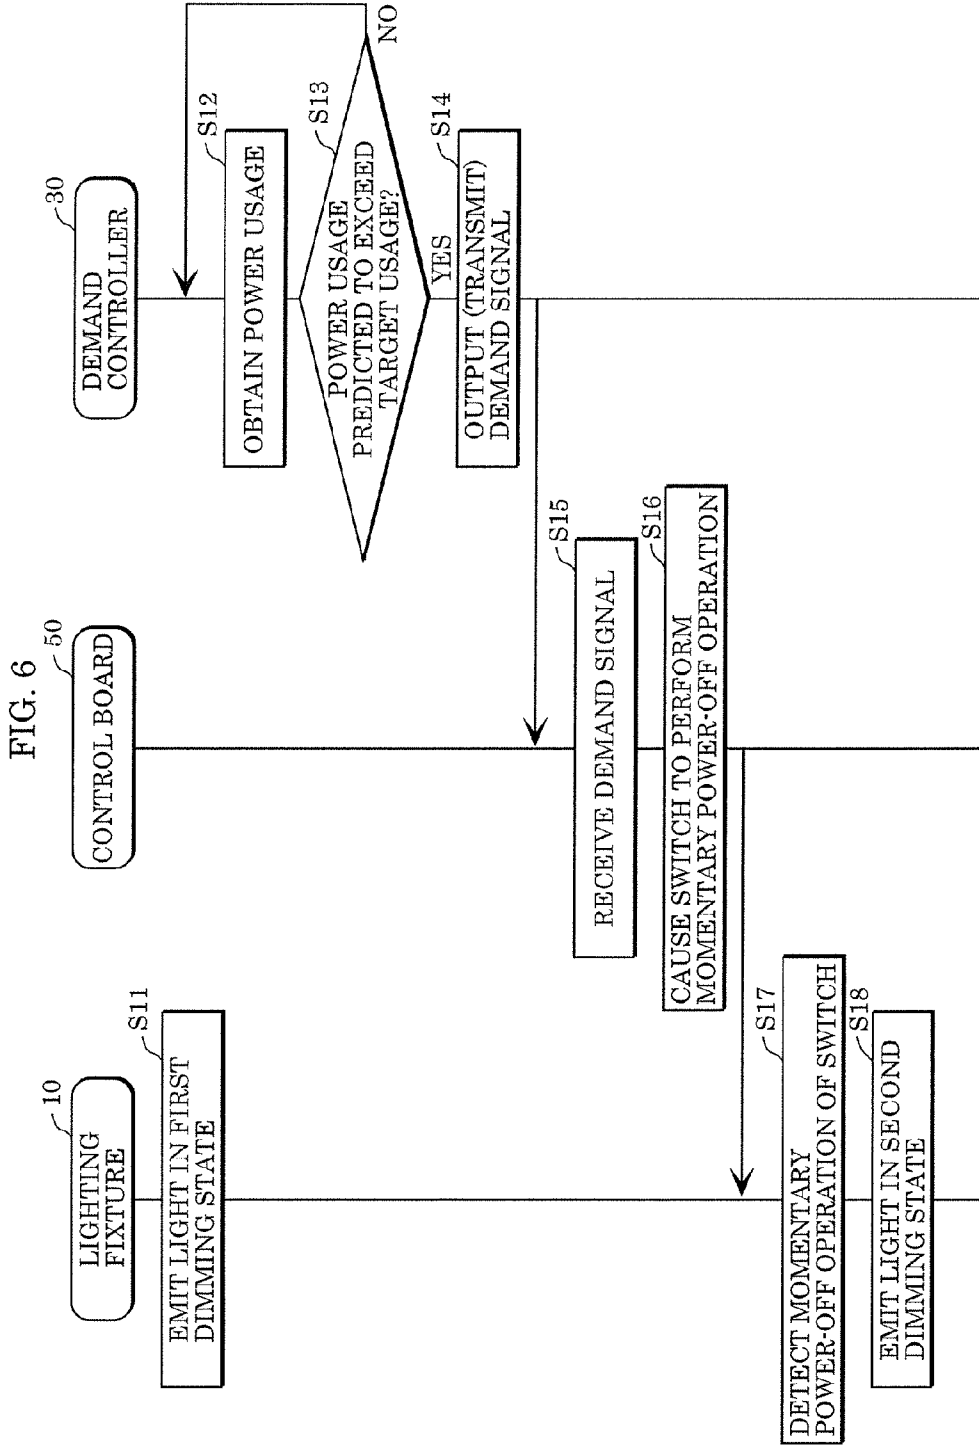 FIG. 6
10
LIGHTING
FIXTURE
50
CONTROL BOARD
30
DEMAND
CONTROLLER
S11
EMIT LIGHT IN FIRST
DIMMING STATE
S12
OBTAIN POWER USAGE
S13
POWER USAGE
PREDICTED TO EXCEED
TARGET USAGE?
NO
YES
S14
OUTPUT (TRANSMIT)
DEMAND SIGNAL
S15
RECEIVE DEMAND SIGNAL
S16
CAUSE SWITCH TO PERFORM
MOMENTARY POWER-OFF OPERATION
S17
DETECT MOMENTARY
POWER-OFF OPERATION OF SWITCH
S18
EMIT LIGHT IN SECOND
DIMMING STATE